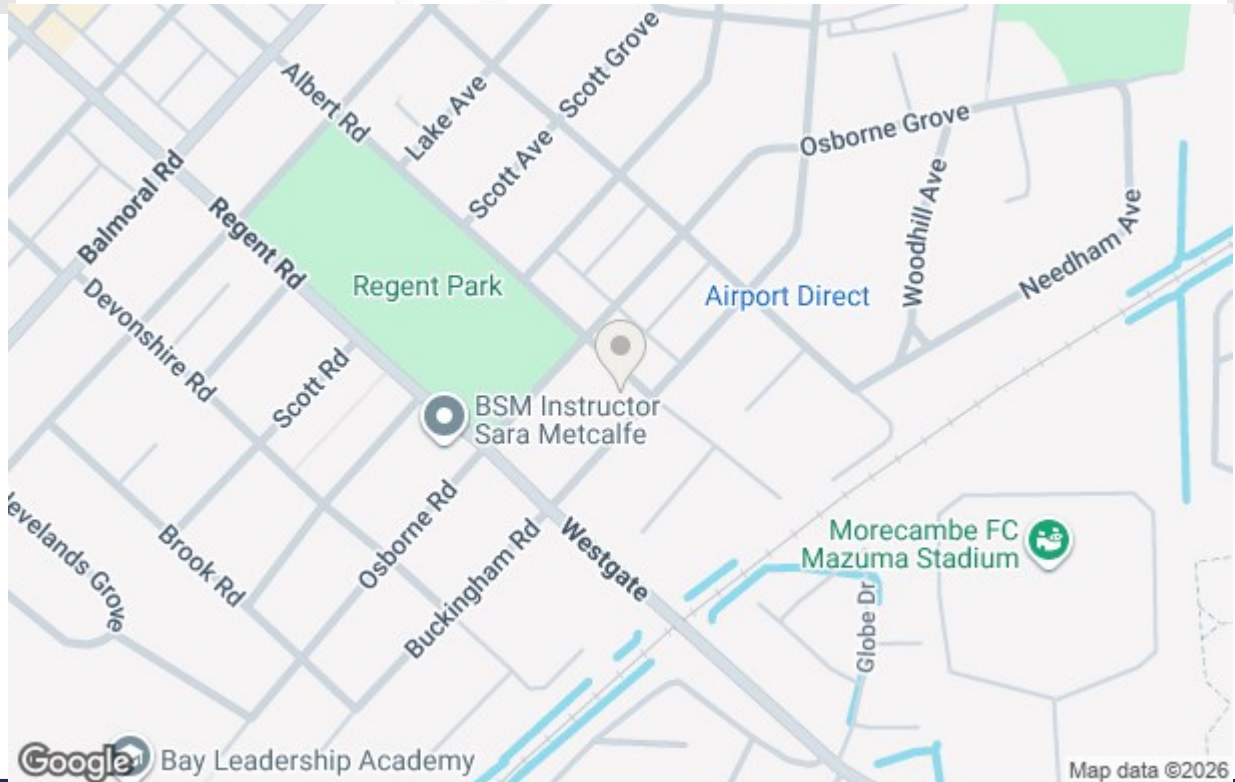 Albert Rd
Lake Ave
Scott Ave
Scott Grove
Osborne Grove
Woodhill Ave
Needham Ave
Balmoral Rd
Regent Rd
Regent Park
Airport Direct
Devonshire Rd
Scott Rd
BSM Instructor
Sara Metcalfe
Osborne Rd
Buckingham Rd
Westgate
Brook Rd
levelands Grove
Morecambe FC
Mazuma Stadium
Globe Dr
Bay Leadership Academy
Google
Map data ©2026